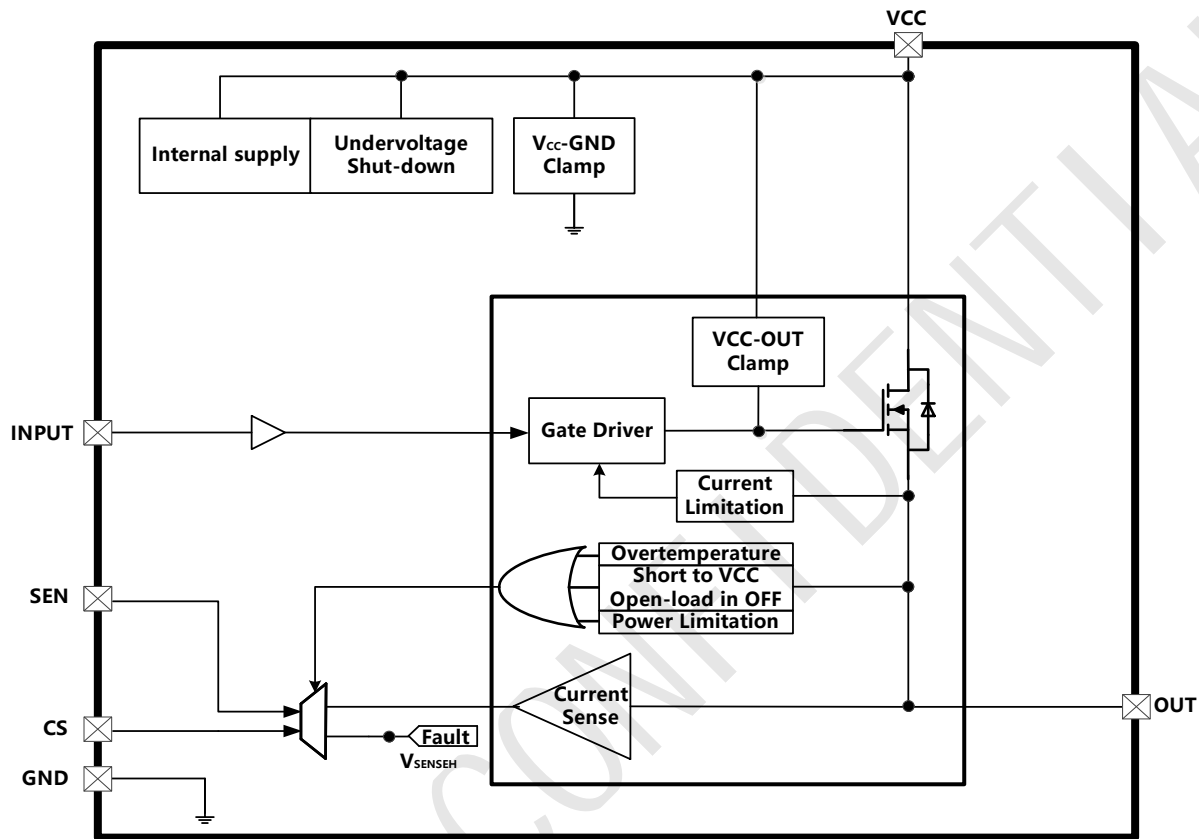 VCC
Internal supply
Undervoltage
Shut-down
VCC-GND
Clamp
VCC-OUT
Clamp
INPUT
Gate Driver
Current
Limitation
Overtemperature
Short to VCC
Open-load in OFF
Power Limitation
SEN
Current
Sense
OUT
CS
Fault
VSENSEH
GND
CONFIDENTIA